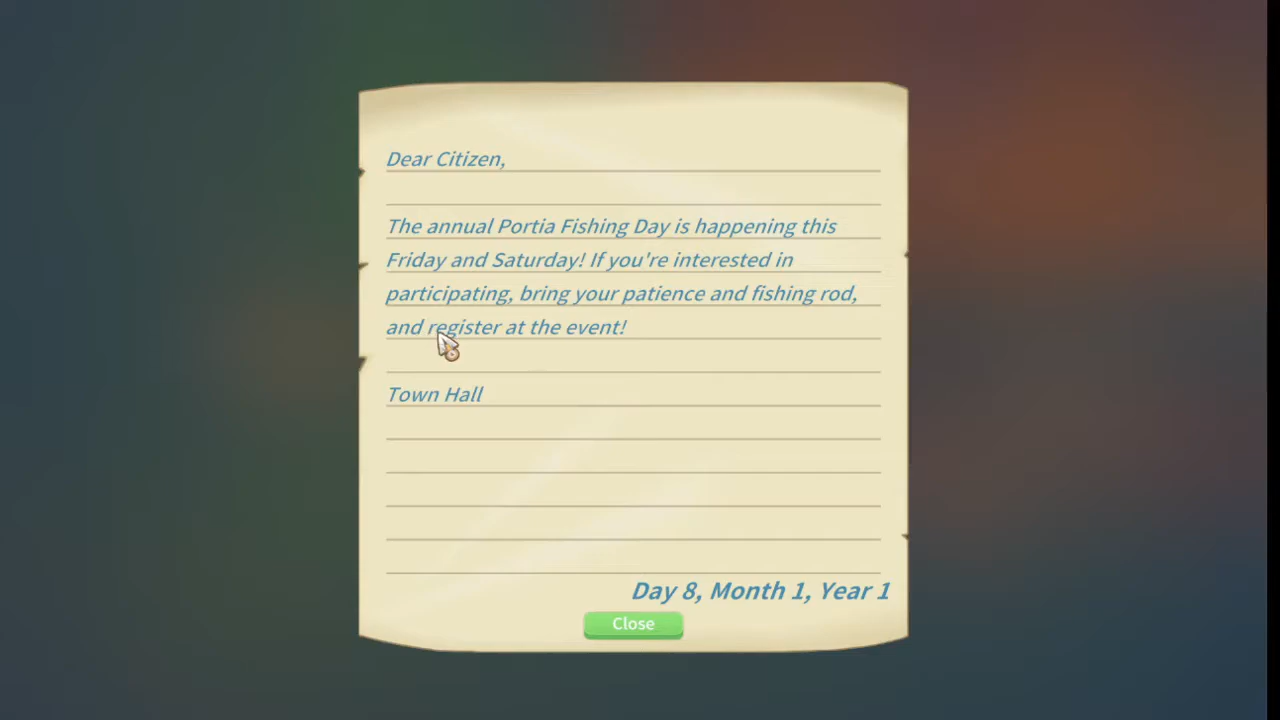 Dear Citizen,
The annual Portia Fishing Day is happening this
Friday and Saturday! If you're interested in
participating, bring your patience and fishing rod,
and register at the event!
Town Hall
Day 8, Month 1, Year 1
Close